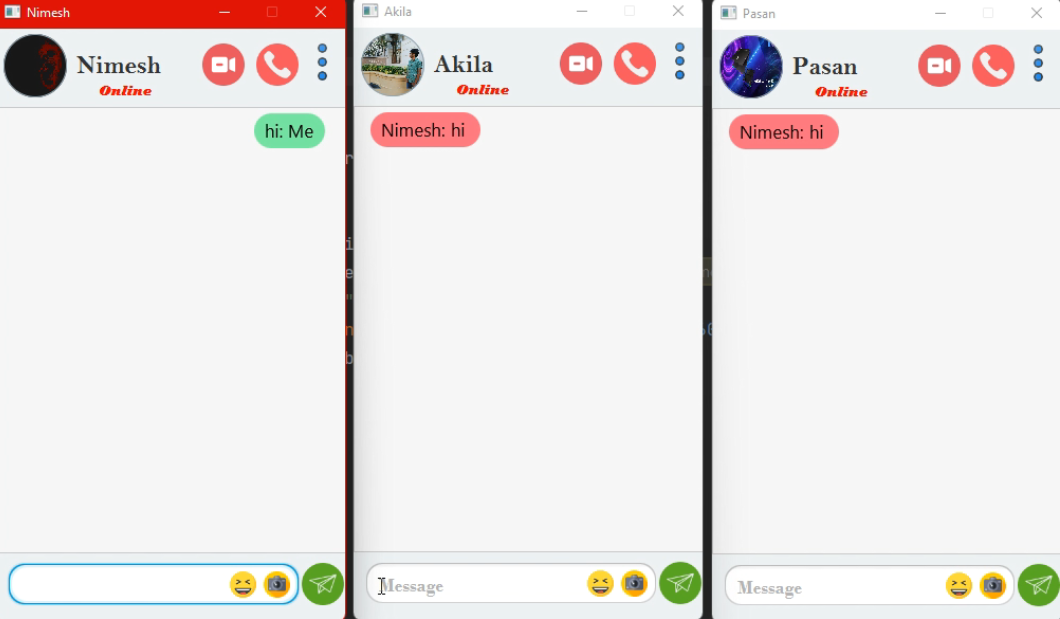 Nimesh
Nimesh
Online
hi: Me
Akila
Akila
Online
Nimesh: hi
Message
Pasan
Pasan
Online
Nimesh: hi
Message